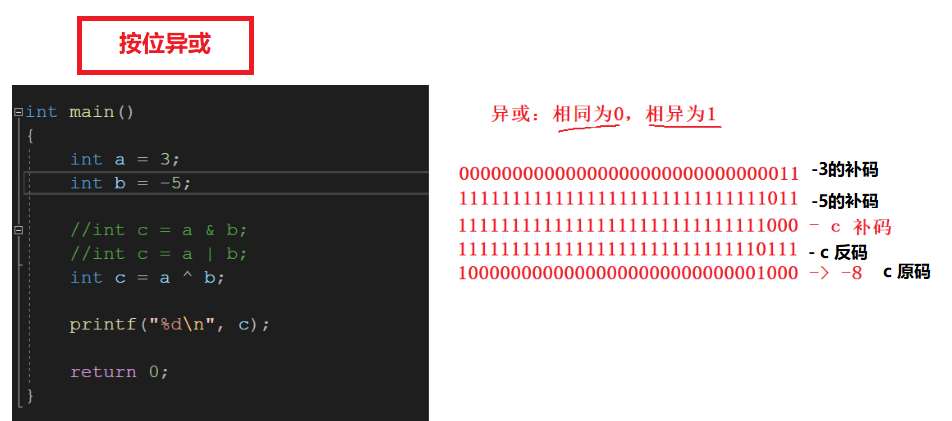 按位异或
int main()
{
int a = 3;
int b = -5;
//int c = a & b;
//int c = a | b;
int c = a ^ b;
printf("%d\n", c);
return 0;
}
异或：相同为0，相异为1
00000000000000000000000000000011 -3的补码
11111111111111111111111111111011 -5的补码
11111111111111111111111111111000 - c 补码
11111111111111111111111111110111 - c 反码
10000000000000000000000000001000 -> -8 c 原码